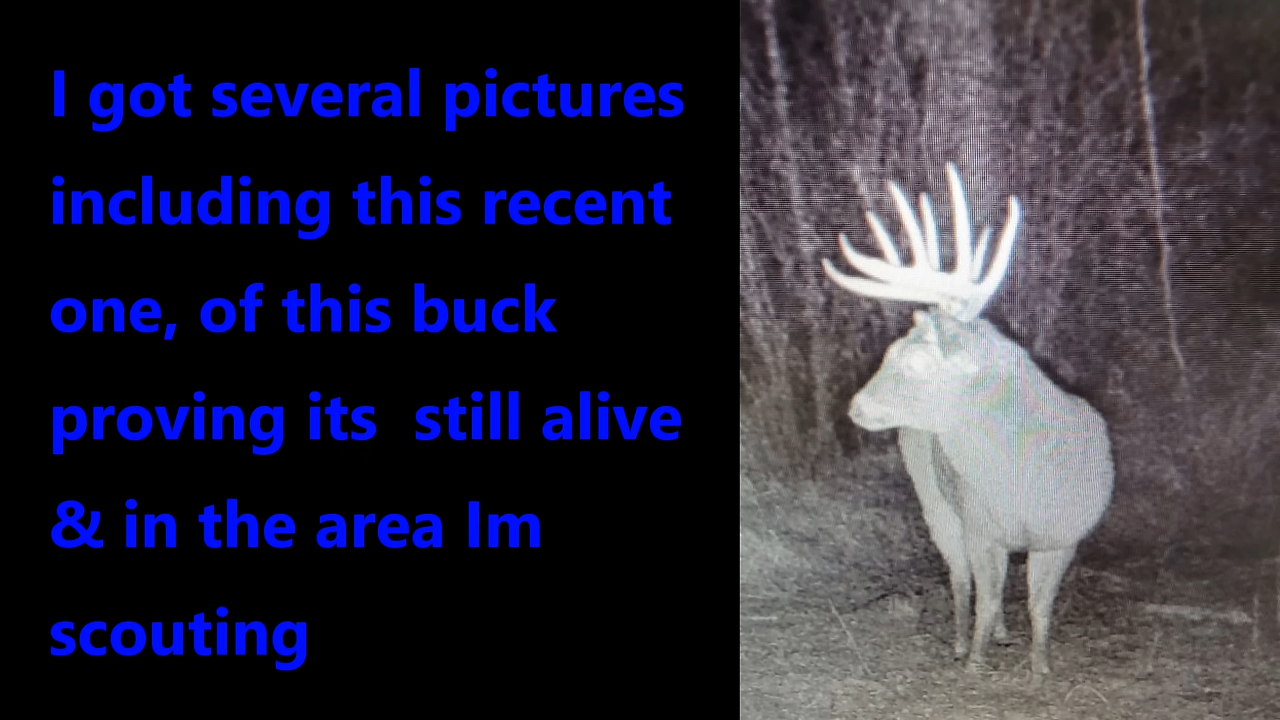 I got several pictures
including this recent
one, of this buck
proving its  still alive
& in the area Im
scouting